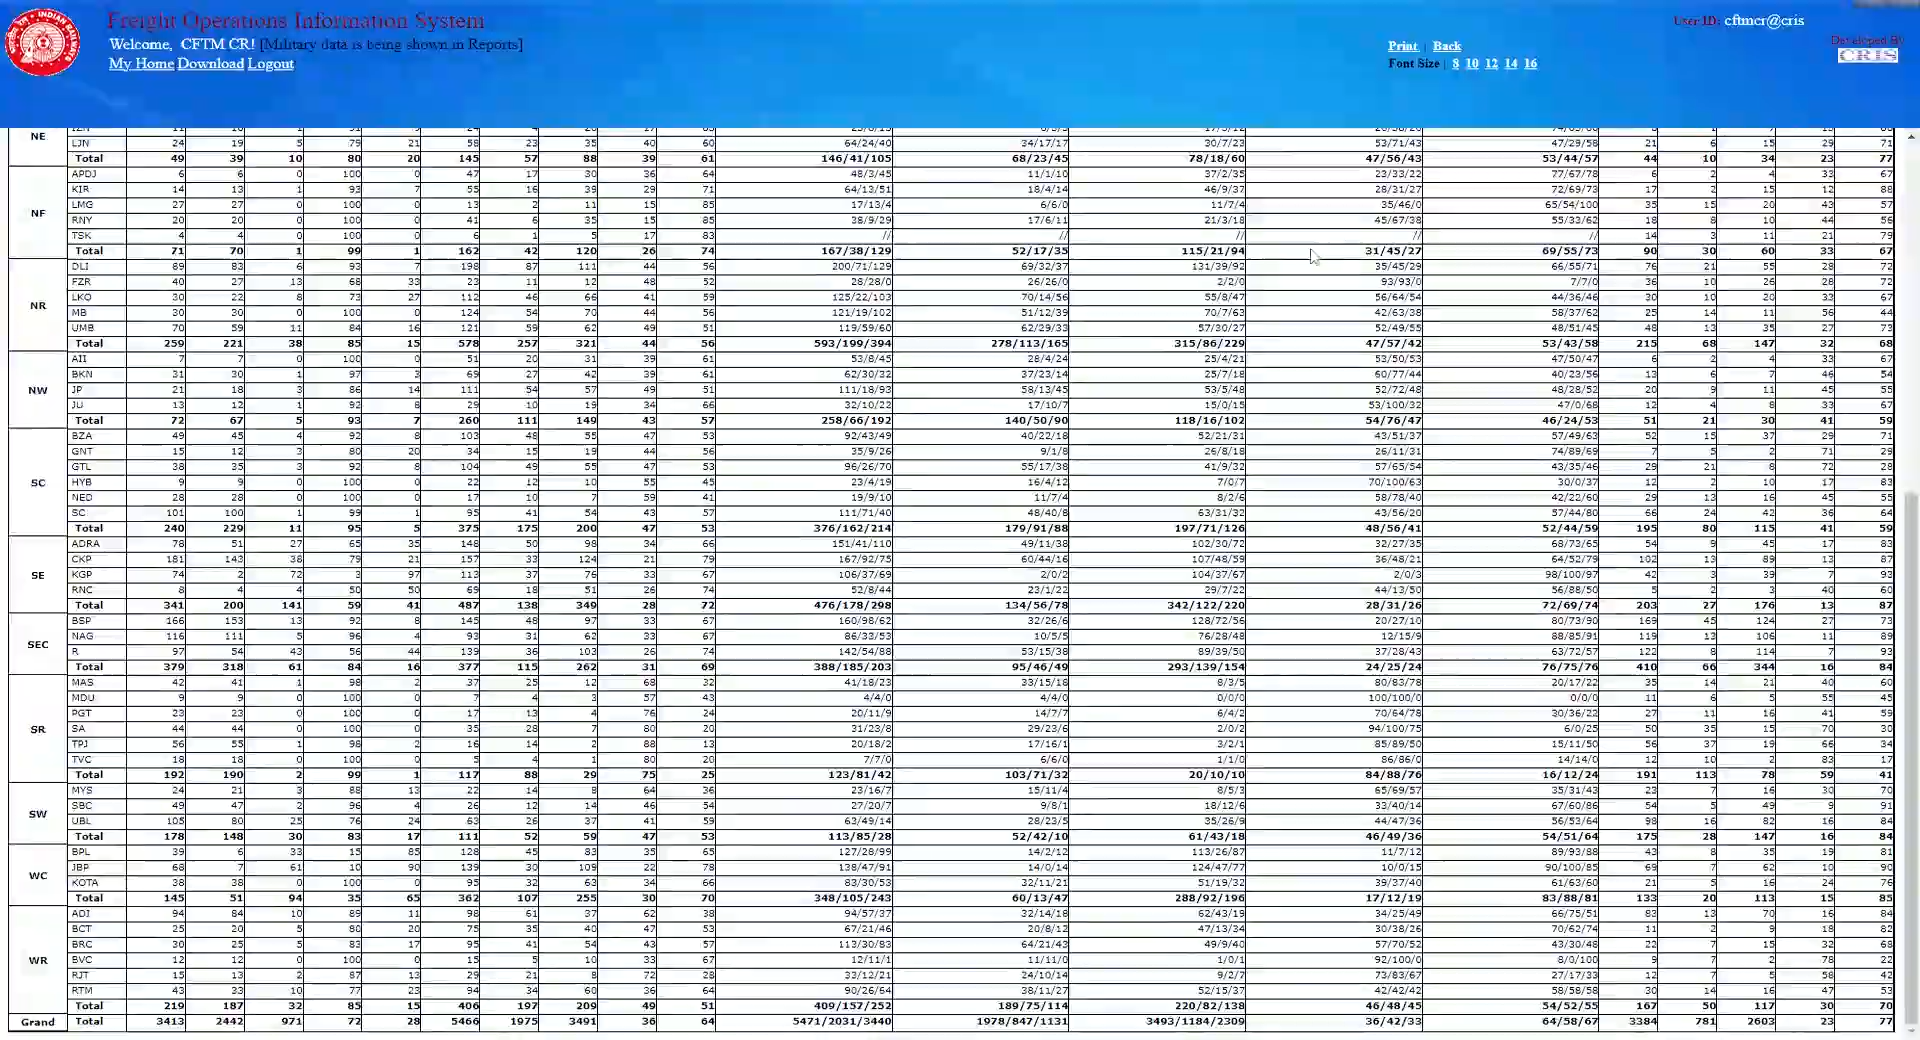 Freight Operations Information System
User ID: cftmcr@cris
Welcome, CFTM CR! [Military data is being shown in Reports]
Print | Back
Developed By
CRIS
My Home Download Logout
Font Size | 8 10 12 14 16
INDIAN RAILWAYS
NE
LJN 24 19 5 79 21 58 23 35 40 60 64/24/40 34/17/17 30/7/23 53/71/43 47/29/58 21 6 15 29 71
Total 49 39 10 80 20 145 57 88 39 61 146/41/105 68/23/45 78/18/60 47/56/43 53/44/57 44 10 34 23 77
NF
APDJ 6 6 0 100 0 47 17 30 36 64 48/3/45 11/1/10 37/2/35 23/33/22 77/67/78 6 2 4 33 67
KIR 14 13 1 93 7 55 16 39 29 71 64/13/51 18/4/14 46/9/37 28/31/27 72/69/73 17 2 15 12 88
LMG 27 27 0 100 0 13 2 11 15 85 17/13/4 6/6/0 11/7/4 35/46/0 65/54/100 35 15 20 43 57
RNY 20 20 0 100 0 41 6 35 15 85 38/9/29 17/6/11 21/3/18 45/67/38 55/33/62 18 8 10 44 56
TSK 4 4 0 100 0 6 1 5 17 83 // // // // // 14 3 11 21 79
Total 71 70 1 99 1 162 42 120 26 74 167/38/129 52/17/35 115/21/94 31/45/27 69/55/73 90 30 60 33 67
NR
DLI 89 83 6 93 7 198 87 111 44 56 200/71/129 69/32/37 131/39/92 35/45/29 66/55/71 76 21 55 28 72
FZR 40 27 13 68 33 23 11 12 48 52 28/28/0 26/26/0 2/2/0 93/93/0 7/7/0 36 10 26 28 72
LKO 30 22 8 73 27 112 46 66 41 59 125/22/103 70/14/56 55/8/47 56/64/54 44/36/46 30 10 20 33 67
MB 30 30 0 100 0 124 54 70 44 56 121/19/102 51/12/39 70/7/63 42/63/38 58/37/62 25 14 11 56 44
UMB 70 59 11 84 16 121 59 62 49 51 119/59/60 62/29/33 57/30/27 52/49/55 48/51/45 48 13 35 27 73
Total 259 221 38 85 15 578 257 321 44 56 593/199/394 278/113/165 315/86/229 47/57/42 53/43/58 215 68 147 32 68
NW
AII 7 7 0 100 0 51 20 31 39 61 53/8/45 28/4/24 25/4/21 53/50/53 47/50/47 6 2 4 33 67
BKN 31 30 1 97 3 69 27 42 39 61 62/30/32 37/23/14 25/7/18 60/77/44 40/23/56 13 6 7 46 54
JP 21 18 3 86 14 111 54 57 49 51 111/18/93 58/13/45 53/5/48 52/72/48 48/28/52 20 9 11 45 55
JU 13 12 1 92 8 29 10 19 34 66 32/10/22 17/10/7 15/0/15 53/100/32 47/0/68 12 4 8 33 67
Total 72 67 5 93 7 260 111 149 43 57 258/66/192 140/50/90 118/16/102 54/76/47 46/24/53 51 21 30 41 59
SC
BZA 49 45 4 92 8 103 48 55 47 53 92/43/49 40/22/18 52/21/31 43/51/37 57/49/63 52 15 37 29 71
GNT 15 12 3 80 20 34 15 19 44 56 35/9/26 9/1/8 26/8/18 26/11/31 74/89/69 7 5 2 71 29
GTL 38 35 3 92 8 104 49 55 47 53 96/26/70 55/17/38 41/9/32 57/65/54 43/35/46 29 21 8 72 28
HYB 9 9 0 100 0 22 12 10 55 45 23/4/19 16/4/12 7/0/7 70/100/63 30/0/37 12 2 10 17 83
NED 28 28 0 100 0 17 10 7 59 41 19/9/10 11/7/4 8/2/6 58/78/40 42/22/60 29 13 16 45 55
SC 101 100 1 99 1 95 41 54 43 57 111/71/40 48/40/8 63/31/32 43/56/20 57/44/80 66 24 42 36 64
Total 240 229 11 95 5 375 175 200 47 53 376/162/214 179/91/88 197/71/126 48/56/41 52/44/59 195 80 115 41 59
SE
ADRA 78 51 27 65 35 148 50 98 34 66 151/41/110 49/11/38 102/30/72 32/27/35 68/73/65 54 9 45 17 83
CKP 181 143 38 79 21 157 33 124 21 79 167/92/75 60/44/16 107/48/59 36/48/21 64/52/79 102 13 89 13 87
KGP 74 2 72 3 97 113 37 76 33 67 106/37/69 2/0/2 104/37/67 2/0/3 98/100/97 42 3 39 7 93
RNC 8 4 4 50 50 69 18 51 26 74 52/8/44 23/1/22 29/7/22 44/13/50 56/88/50 5 2 3 40 60
Total 341 200 141 59 41 487 138 349 28 72 476/178/298 134/56/78 342/122/220 28/31/26 72/69/74 203 27 176 13 87
SEC
BSP 166 153 13 92 8 145 48 97 33 67 160/98/62 32/26/6 128/72/56 20/27/10 80/73/90 169 45 124 27 73
NAG 116 111 5 96 4 93 31 62 33 67 86/33/53 10/5/5 76/28/48 12/15/9 88/85/91 119 13 106 11 89
R 97 54 43 56 44 139 36 103 26 74 142/54/88 53/15/38 89/39/50 37/28/43 63/72/57 122 8 114 7 93
Total 379 318 61 84 16 377 115 262 31 69 388/185/203 95/46/49 293/139/154 24/25/24 76/75/76 410 66 344 16 84
SR
MAS 42 41 1 98 2 37 25 12 68 32 41/18/23 33/15/18 8/3/5 80/83/78 20/17/22 35 14 21 40 60
MDU 9 9 0 100 0 7 4 3 57 43 4/4/0 4/4/0 0/0/0 100/100/0 0/0/0 11 6 5 55 45
PGT 23 23 0 100 0 17 13 4 76 24 20/11/9 14/7/7 6/4/2 70/64/78 30/36/22 27 11 16 41 59
SA 44 44 0 100 0 35 28 7 80 20 31/23/8 29/23/6 2/0/2 94/100/75 6/0/25 50 35 15 70 30
TPJ 56 55 1 98 2 16 14 2 88 13 20/18/2 17/16/1 3/2/1 85/89/50 15/11/50 56 37 19 66 34
TVC 18 18 0 100 0 5 4 1 80 20 7/7/0 6/6/0 1/1/0 86/86/0 14/14/0 12 10 2 83 17
Total 192 190 2 99 1 117 88 29 75 25 123/81/42 103/71/32 20/10/10 84/88/76 16/12/24 191 113 78 59 41
SW
MYS 24 21 3 88 13 22 14 8 64 36 23/16/7 15/11/4 8/5/3 65/69/57 35/31/43 23 7 16 30 70
SBC 49 47 2 96 4 26 12 14 46 54 27/20/7 9/8/1 18/12/6 33/40/14 67/60/86 54 5 49 9 91
UBL 105 80 25 76 24 63 26 37 41 59 63/49/14 28/23/5 35/26/9 44/47/36 56/53/64 98 16 82 16 84
Total 178 148 30 83 17 111 52 59 47 53 113/85/28 52/42/10 61/43/18 46/49/36 54/51/64 175 28 147 16 84
WC
BPL 39 6 33 15 85 128 45 83 35 65 127/28/99 14/2/12 113/26/87 11/7/12 89/93/88 43 8 35 19 81
JBP 68 7 61 10 90 139 30 109 22 78 138/47/91 14/0/14 124/47/77 10/0/15 90/100/85 69 7 62 10 90
KOTA 38 38 0 100 0 95 32 63 34 66 83/30/53 32/11/21 51/19/32 39/37/40 61/63/60 21 5 16 24 76
Total 145 51 94 35 65 362 107 255 30 70 348/105/243 60/13/47 288/92/196 17/12/19 83/88/81 133 20 113 15 85
WR
ADI 94 84 10 89 11 98 61 37 62 38 94/57/37 32/14/18 62/43/19 34/25/49 66/75/51 83 13 70 16 84
BCT 25 20 5 80 20 75 35 40 47 53 67/21/46 20/8/12 47/13/34 30/38/26 70/62/74 11 2 9 18 82
BRC 30 25 5 83 17 95 41 54 43 57 113/30/83 64/21/43 49/9/40 57/70/52 43/30/48 22 7 15 32 68
BVC 12 12 0 100 0 15 5 10 33 67 12/11/1 11/11/0 1/0/1 92/100/0 8/0/100 9 7 2 78 22
RJT 15 13 2 87 13 29 21 8 72 28 33/12/21 24/10/14 9/2/7 73/83/67 27/17/33 12 7 5 58 42
RTM 43 33 10 77 23 94 34 60 36 64 90/26/64 38/11/27 52/15/37 42/42/42 58/58/58 30 14 16 47 53
Total 219 187 32 85 15 406 197 209 49 51 409/157/252 189/75/114 220/82/138 46/48/45 54/52/55 167 50 117 30 70
Grand Total 3413 2442 971 72 28 5466 1975 3491 36 64 5471/2031/3440 1978/847/1131 3493/1184/2309 36/42/33 64/58/67 3384 781 2603 23 77